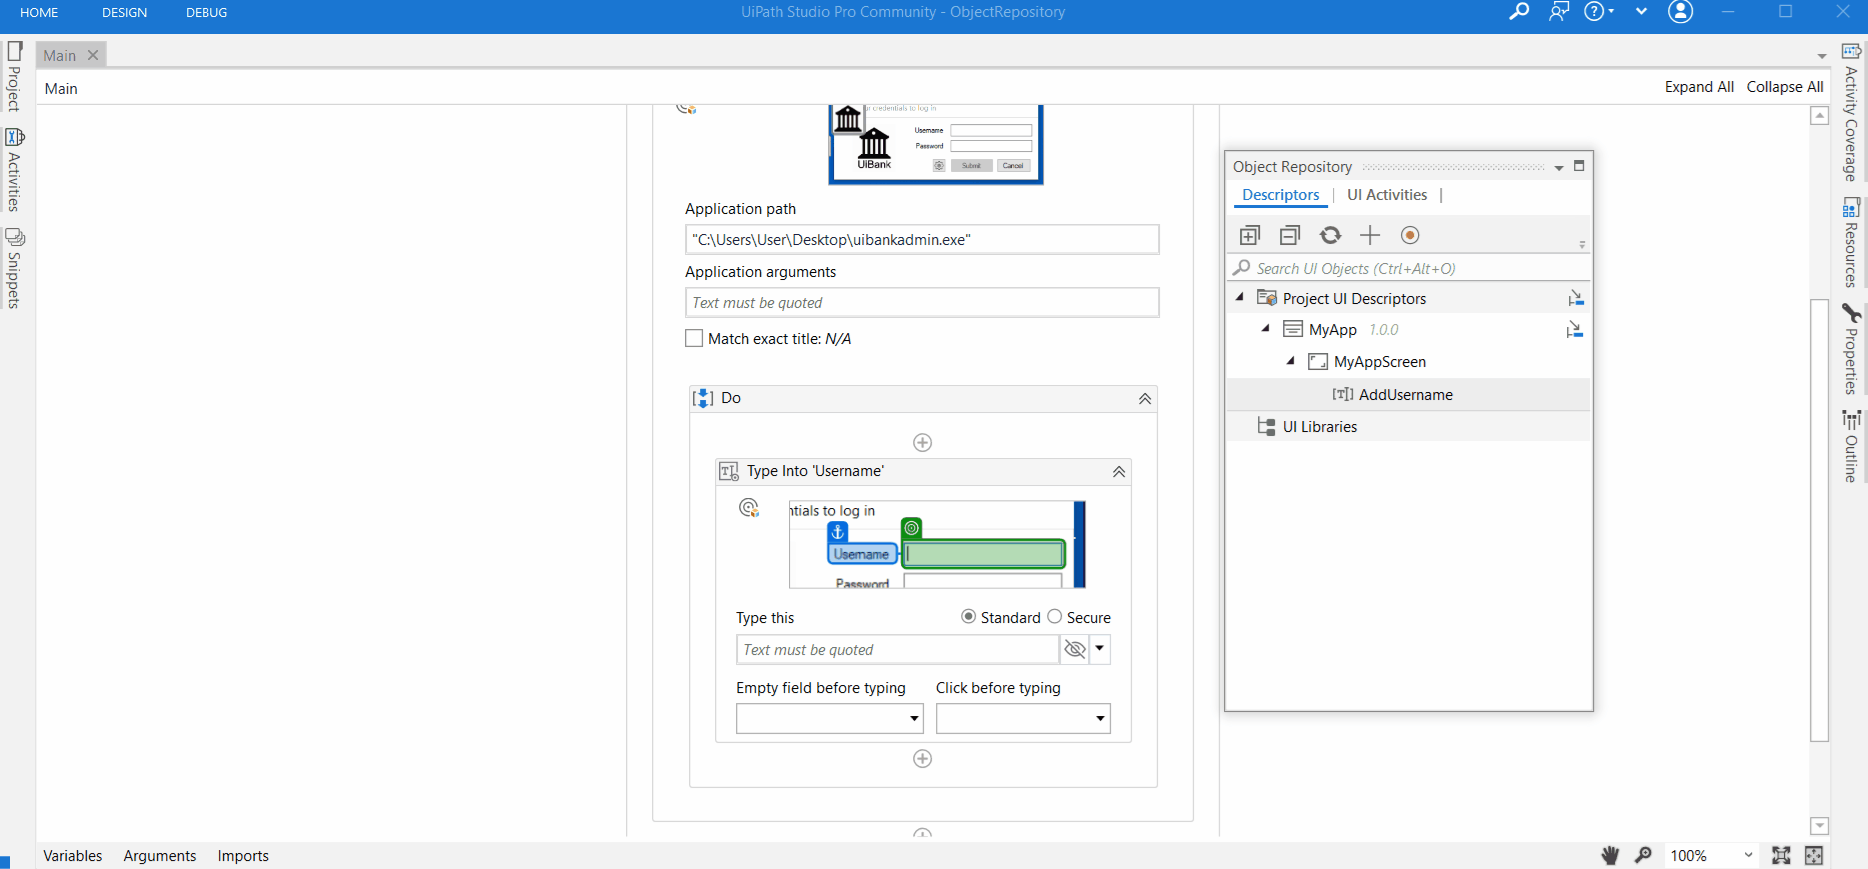 HOME DESIGN DEBUG UiPath Studio Pro Community - ObjectRepository
Main
Main Expand All Collapse All
Project
Activities
Snippets
r credentials to log in
Username
Password
UiBank
Submit Cancel
Application path
"C:\Users\User\Desktop\uibankadmin.exe"
Application arguments
Text must be quoted
Match exact title: N/A
Do
Type Into 'Username'
ntials to log in
Username
Password
Type this Standard Secure
Text must be quoted
Empty field before typing Click before typing
Object Repository
Descriptors UI Activities
Search UI Objects (Ctrl+Alt+O)
Project UI Descriptors
MyApp 1.0.0
MyAppScreen
AddUsername
UI Libraries
Activity Coverage
Resources
Properties
Outline
Variables Arguments Imports 100%